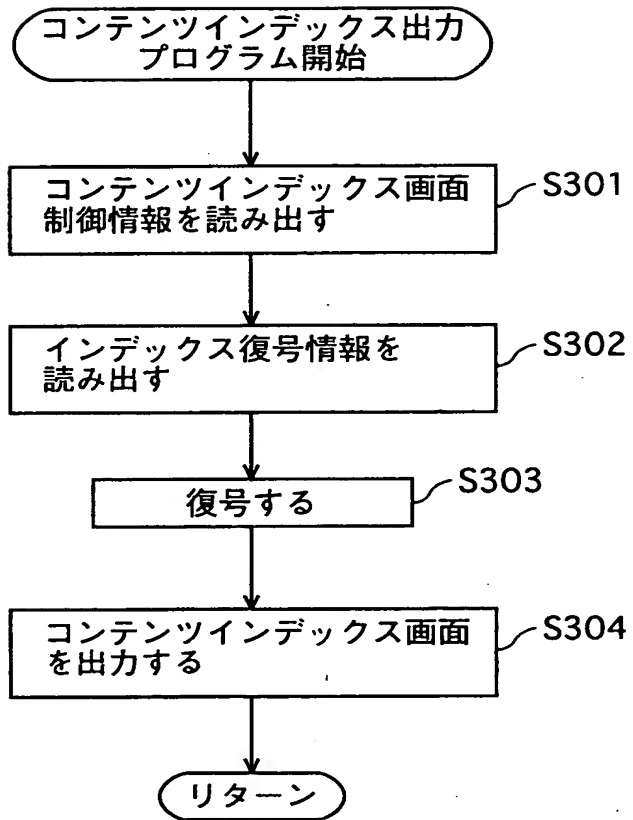 コンテンツインデックス出力
プログラム開始
コンテンツインデックス画面
制御情報を読み出す
S301
インデックス復号情報を
読み出す
S302
復号する
S303
コンテンツインデックス画面
を出力する
S304
リターン